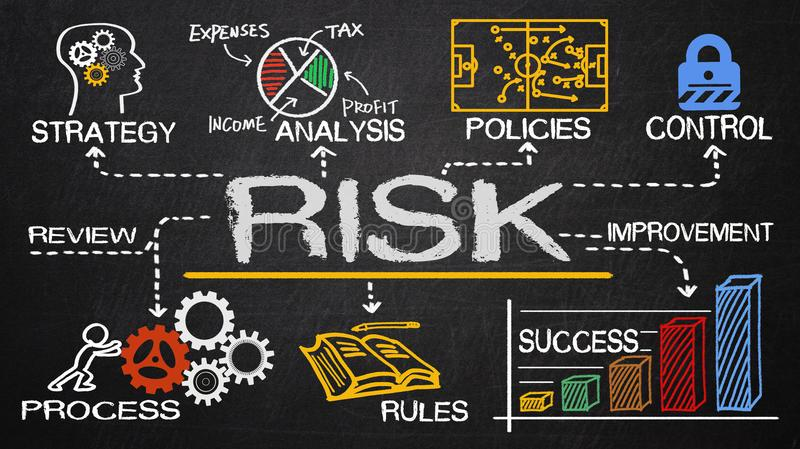 EXPENSES
TAX
INCOME
PROFIT
STRATEGY
ANALYSIS
POLICIES
CONTROL
RISK
REVIEW
IMPROVEMENT
SUCCESS
PROCESS
RULES